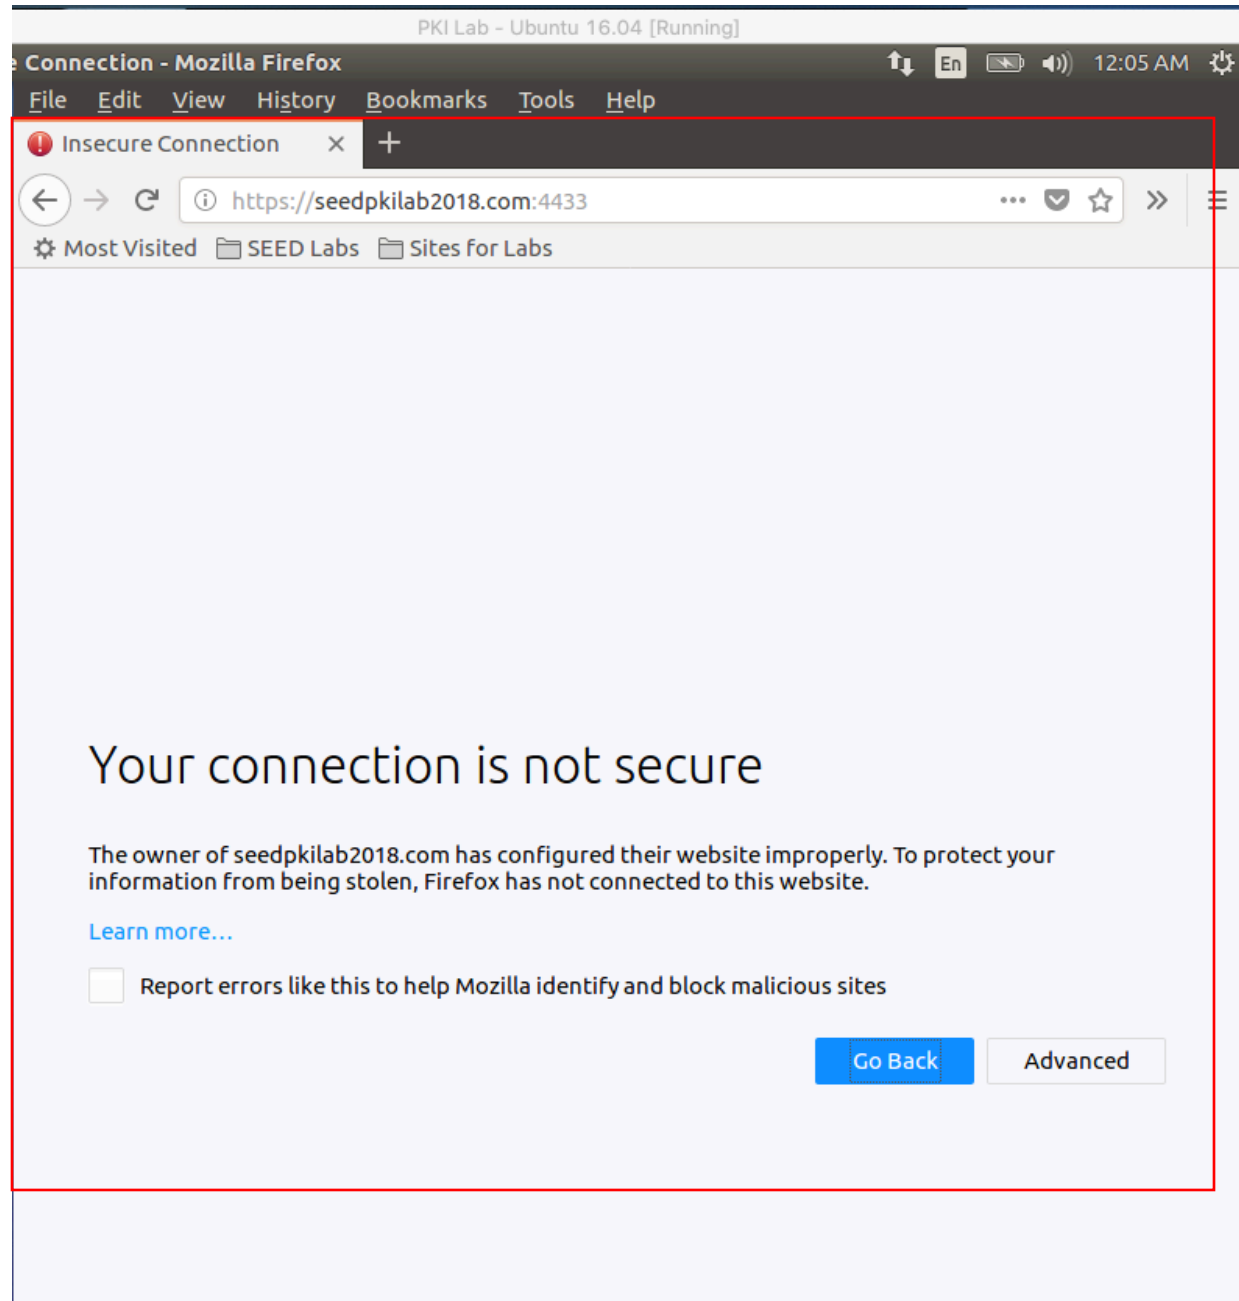 PKI Lab - Ubuntu 16.04 [Running]
Connection - Mozilla Firefox En 12:05 AM
File Edit View History Bookmarks Tools Help
Insecure Connection
https://seedpkilab2018.com:4433
Most Visited SEED Labs Sites for Labs
Your connection is not secure
The owner of seedpkilab2018.com has configured their website improperly. To protect your
information from being stolen, Firefox has not connected to this website.
Learn more…
Report errors like this to help Mozilla identify and block malicious sites
Go Back Advanced